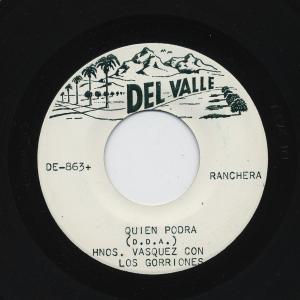 DEL VALLE
DE-863+
RANCHERA
QUIEN PODRA
(D.D.A.)
HNOS. VASQUEZ CON
LOS GORRIONES